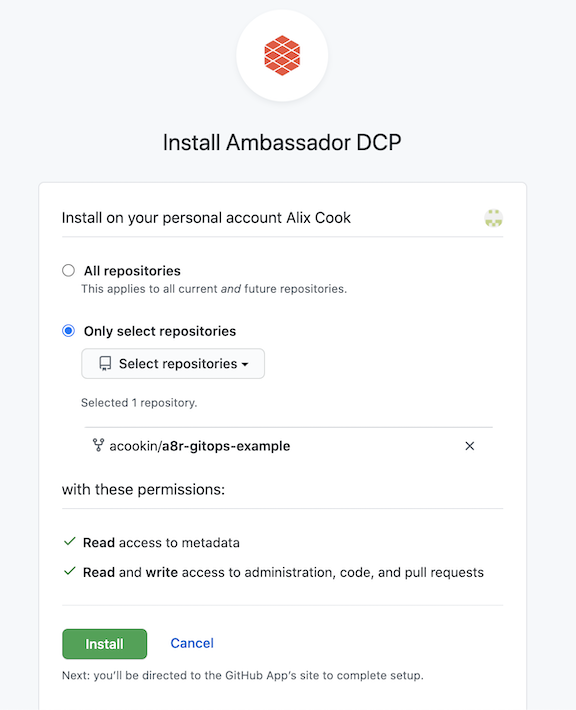 Install Ambassador DCP
Install on your personal account Alix Cook
All repositories
This applies to all current and future repositories.
Only select repositories
Select repositories
Selected 1 repository.
acookin/a8r-gitops-example
with these permissions:
Read access to metadata
Read and write access to administration, code, and pull requests
Install Cancel
Next: you'll be directed to the GitHub App's site to complete setup.